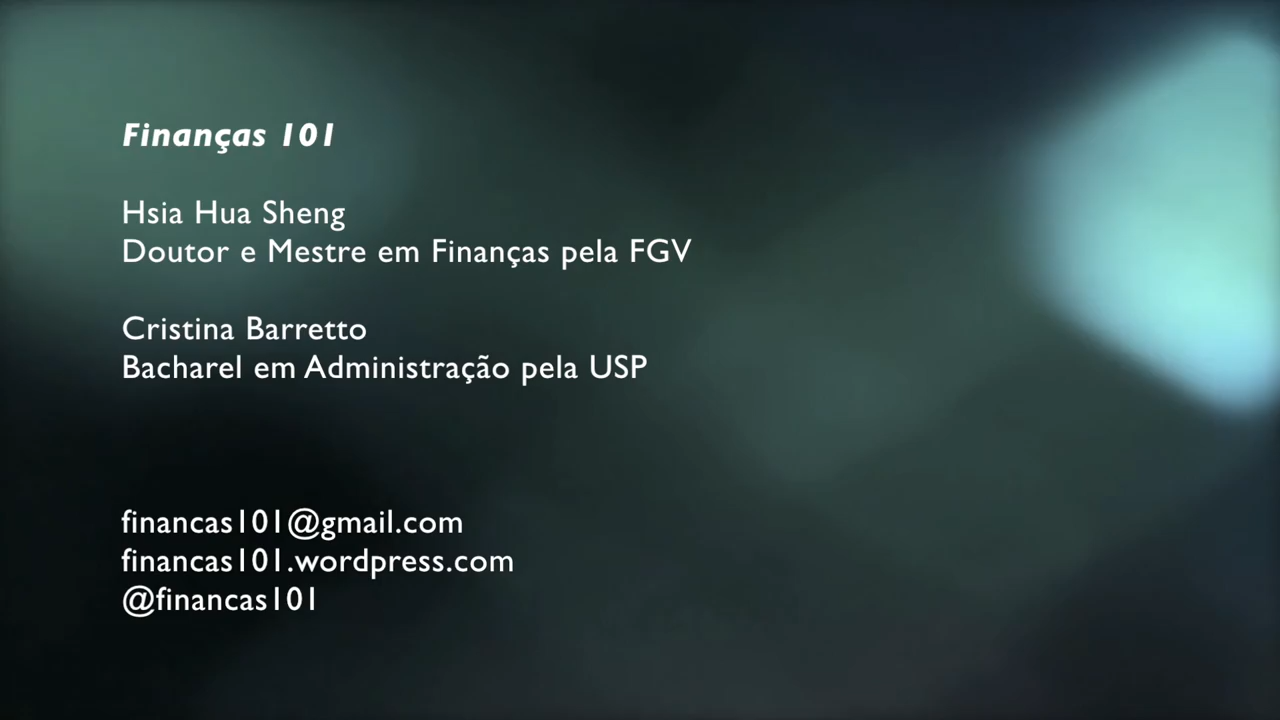 Finanças 101
Hsia Hua Sheng
Doutor e Mestre em Finanças pela FGV
Cristina Barretto
Bacharel em Administração pela USP
financas101@gmail.com
financas101.wordpress.com
@financas101